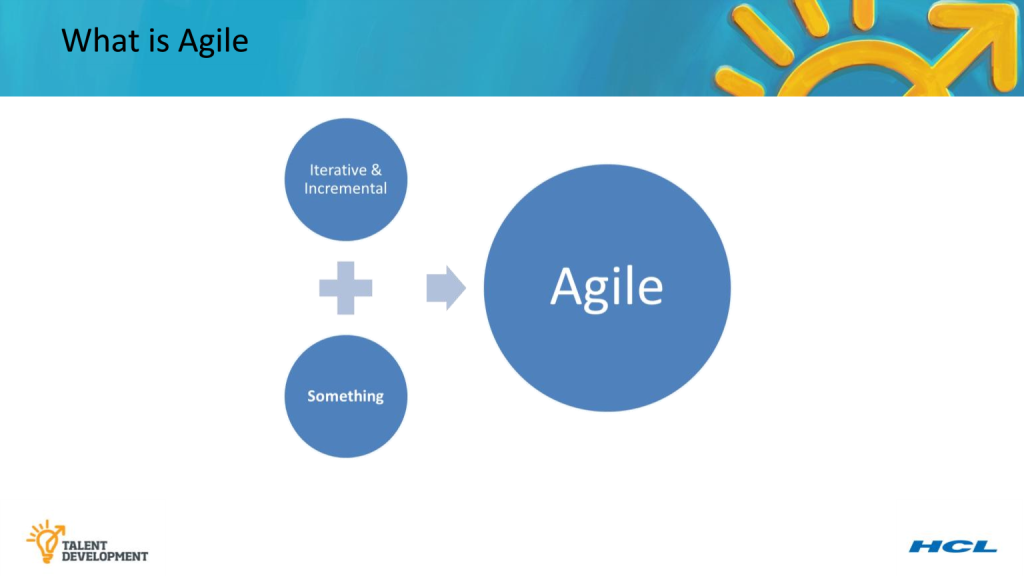 What is Agile
Iterative &
Incremental
Something
Agile
TALENT
DEVELOPMENT
HCL